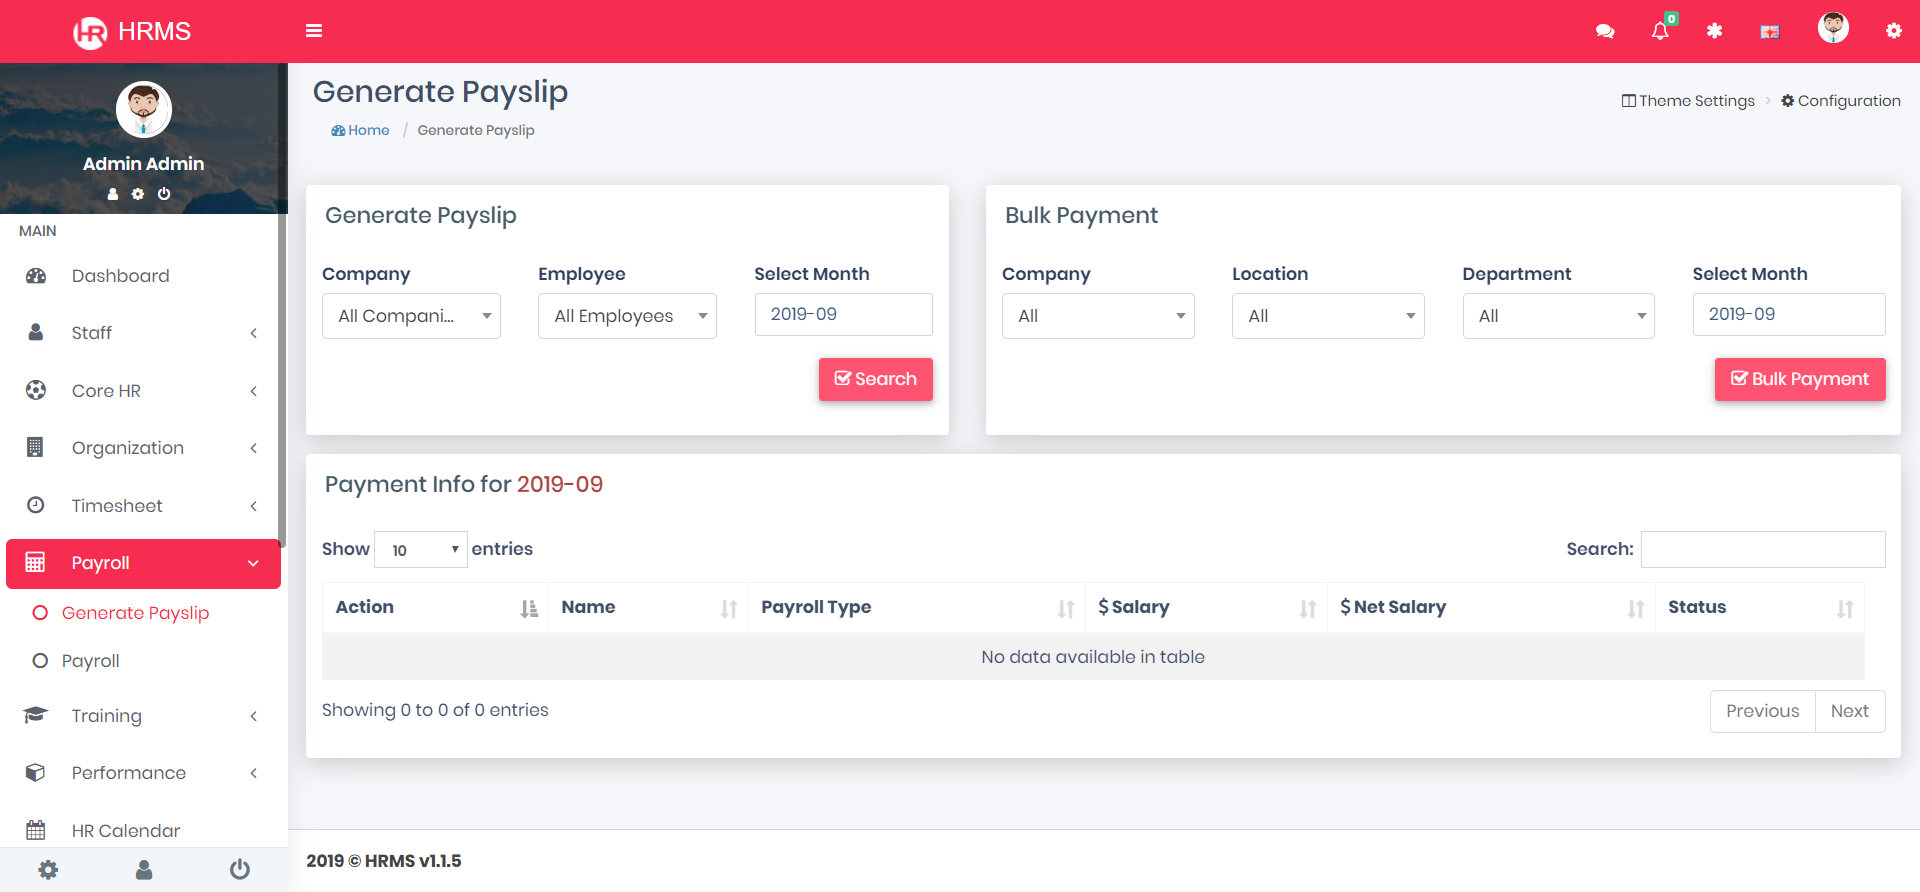 HR HRMS
0
Admin Admin
MAIN
Dashboard
Staff
Core HR
Organization
Timesheet
Payroll
Generate Payslip
Payroll
Training
Performance
HR Calendar
Generate Payslip
Home / Generate Payslip
Theme Settings > Configuration
Generate Payslip
Company Employee Select Month
All Compani... All Employees 2019-09
Search
Bulk Payment
Company Location Department Select Month
All All All 2019-09
Bulk Payment
Payment Info for 2019-09
Show 10 entries Search:
Action Name Payroll Type $ Salary $ Net Salary Status
No data available in table
Showing 0 to 0 of 0 entries Previous Next
2019 © HRMS v1.1.5